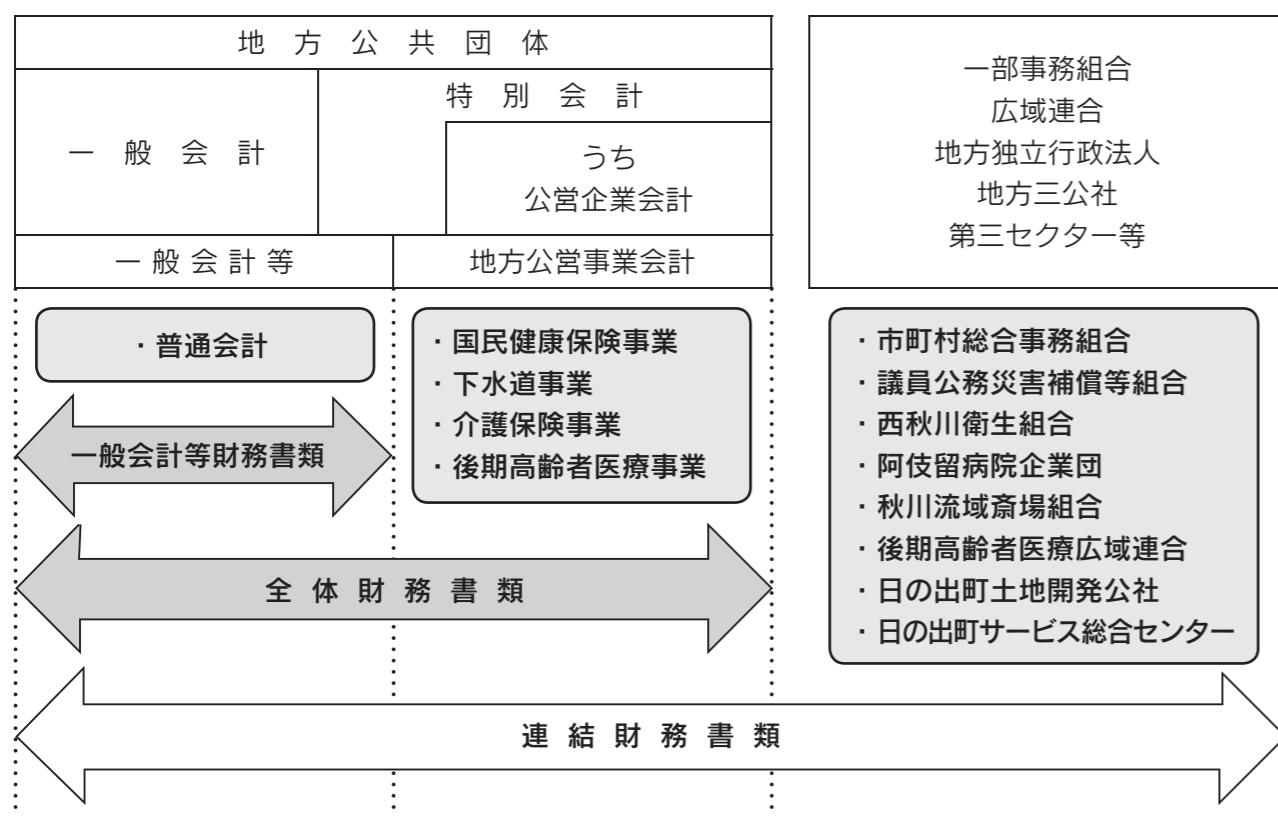 地方公共団体
一般会計
特別会計
うち
公営企業会計
一般会計等
地方公営事業会計
一部事務組合
広域連合
地方独立行政法人
地方三公社
第三セクター等
・普通会計
・国民健康保険事業
・下水道事業
・介護保険事業
・後期高齢者医療事業
・市町村総合事務組合
・議員公務災害補償等組合
・西秋川衛生組合
・阿伎留病院企業団
・秋川流域斎場組合
・後期高齢者医療広域連合
・日の出町土地開発公社
・日の出町サービス総合センター
一般会計等財務書類
全体財務書類
連結財務書類